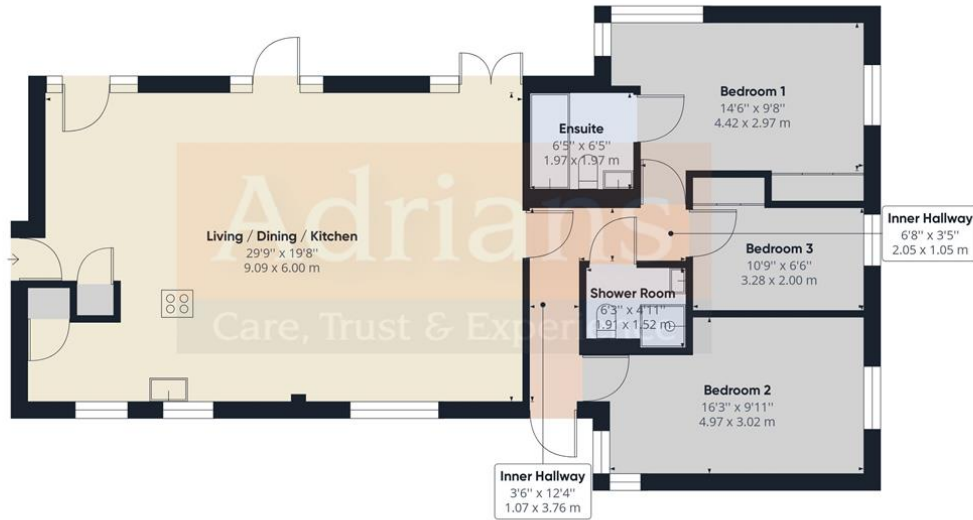 Bedroom 1
14'6" x 9'8"
4.42 x 2.97 m
Ensuite
6'5" x 6'5"
1.97 x 1.97 m
Adrians
Care, Trust & Experience
Living / Dining / Kitchen
29'9" x 19'8"
9.09 x 6.00 m
Inner Hallway
6'8" x 3'5"
2.05 x 1.05 m
Bedroom 3
10'9" x 6'6"
3.28 x 2.00 m
Shower Room
6'3" x 4'11"
1.91 x 1.52 m
Bedroom 2
16'3" x 9'11"
4.97 x 3.02 m
Inner Hallway
3'6" x 12'4"
1.07 x 3.76 m